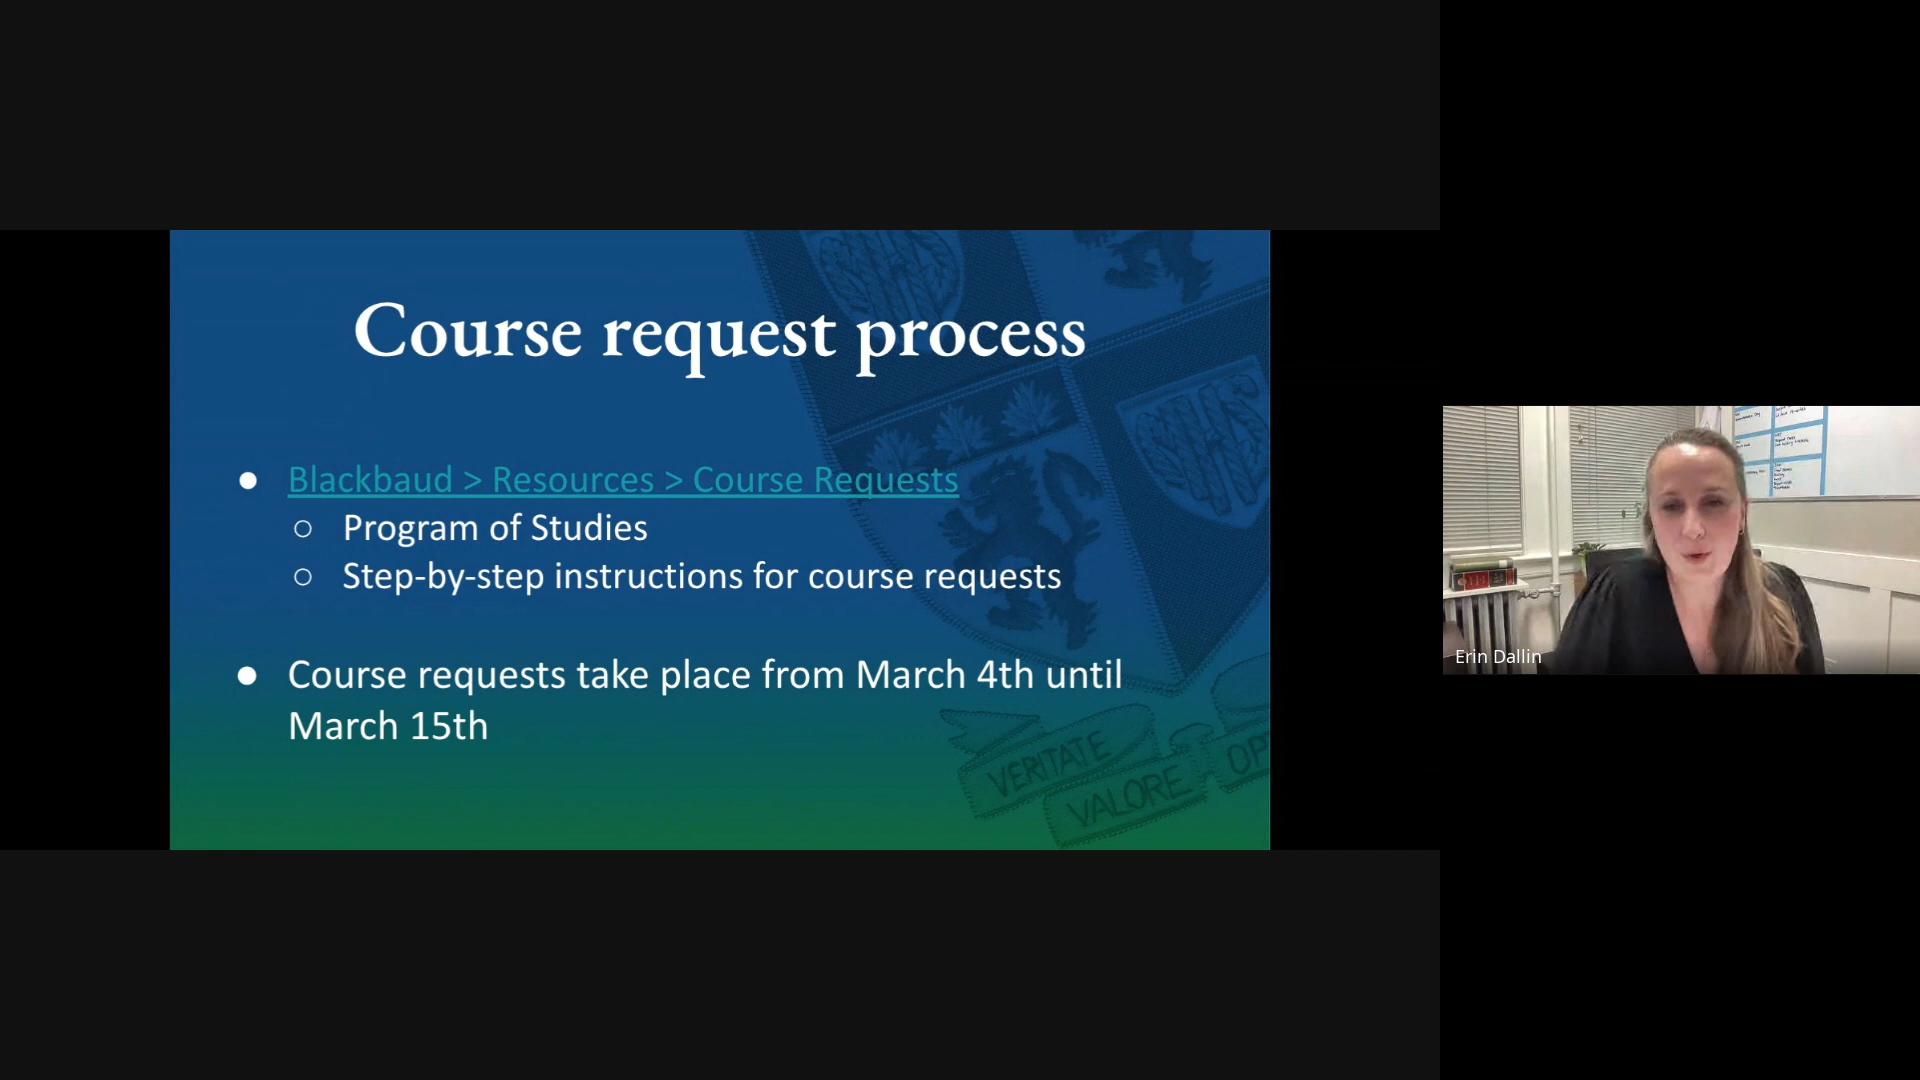 Course request process
● Blackbaud > Resources > Course Requests
○ Program of Studies
○ Step-by-step instructions for course requests
● Course requests take place from March 4th until
March 15th
VERITATE
VALORE
Erin Dallin